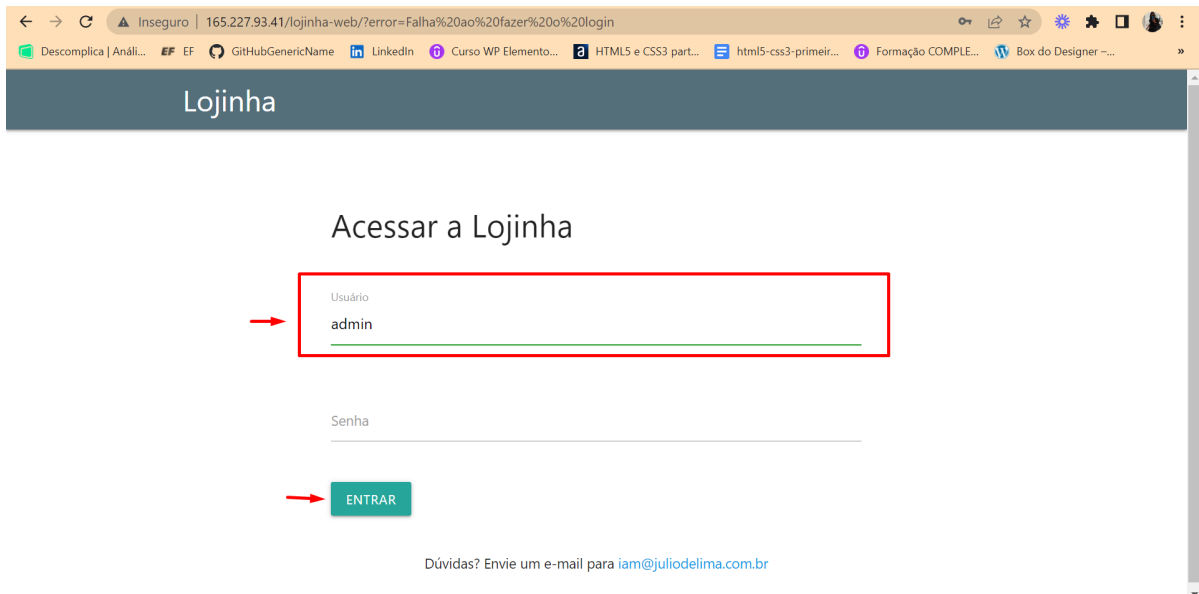 Inseguro | 165.227.93.41/lojinha-web/?error=Falha%20ao%20fazer%20o%20login
Descomplica | Análi... EF EF GitHubGenericName in LinkedIn Curso WP Elemento... a HTML5 e CSS3 part... html5-css3-primeir... Formação COMPLE... Box do Designer –... »
Lojinha
Acessar a Lojinha
Usuário
admin
Senha
ENTRAR
Dúvidas? Envie um e-mail para iam@juliodelima.com.br